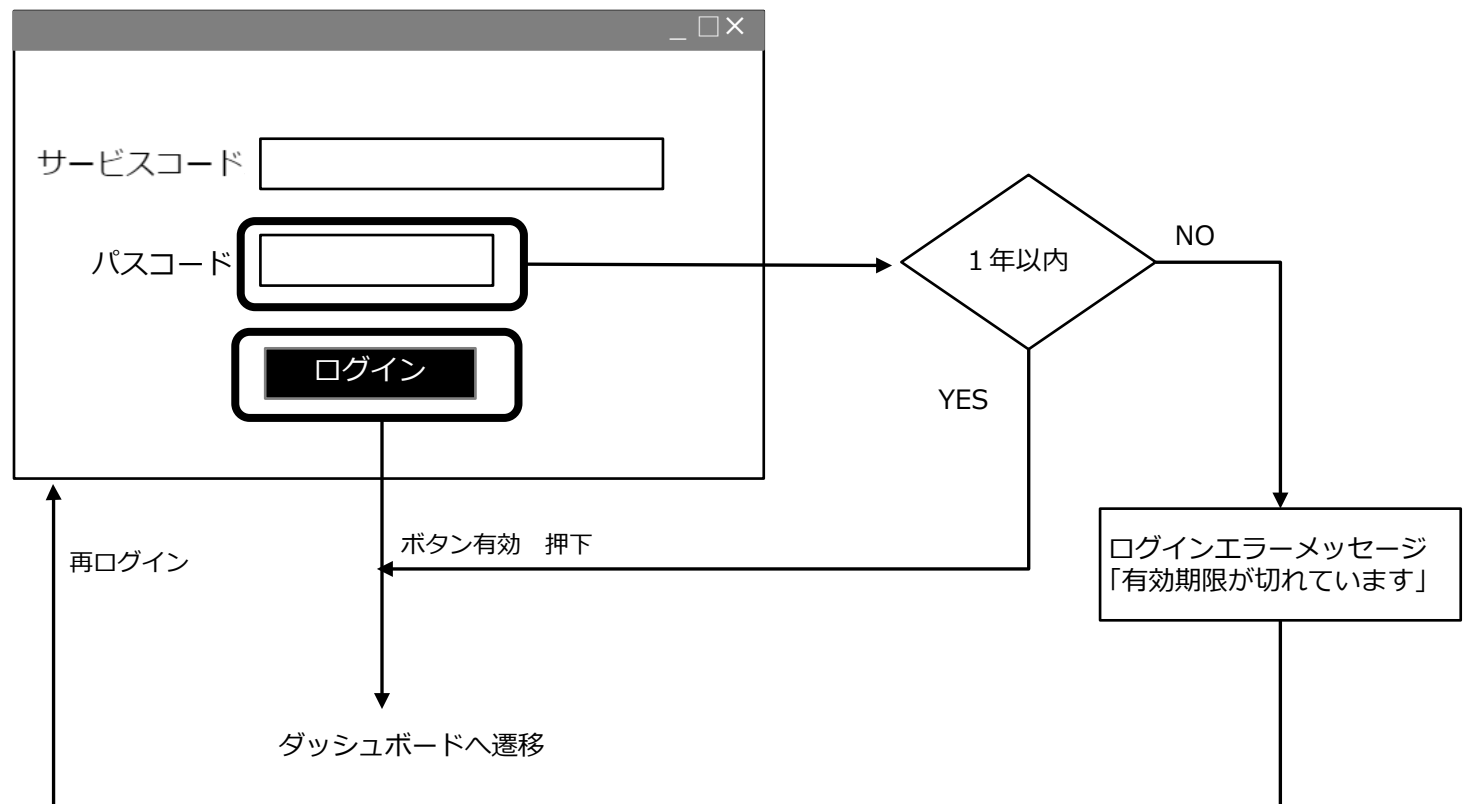 サービスコード
パスコード
ログイン
1年以内
NO
YES
ボタン有効　押下
再ログイン
ログインエラーメッセージ
「有効期限が切れています」
ダッシュボードへ遷移